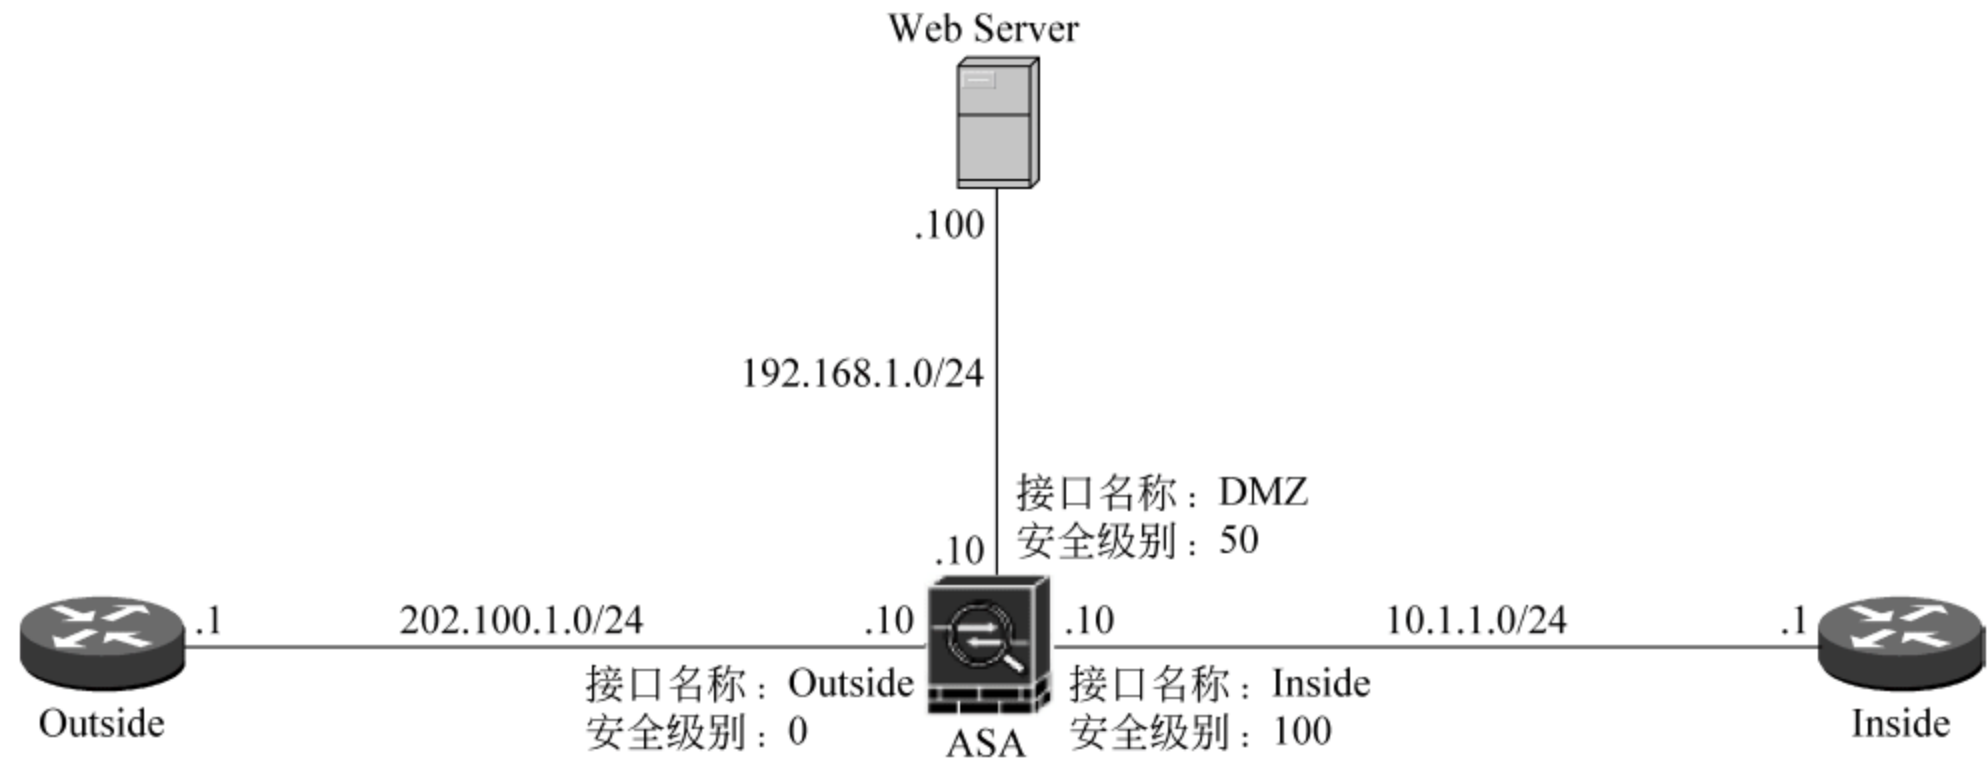 Web Server
.100
192.168.1.0/24
接口名称：DMZ
安全级别：50
.10
.1
202.100.1.0/24
.10
.10
10.1.1.0/24
.1
接口名称：Outside
安全级别：0
接口名称：Inside
安全级别：100
Outside
ASA
Inside